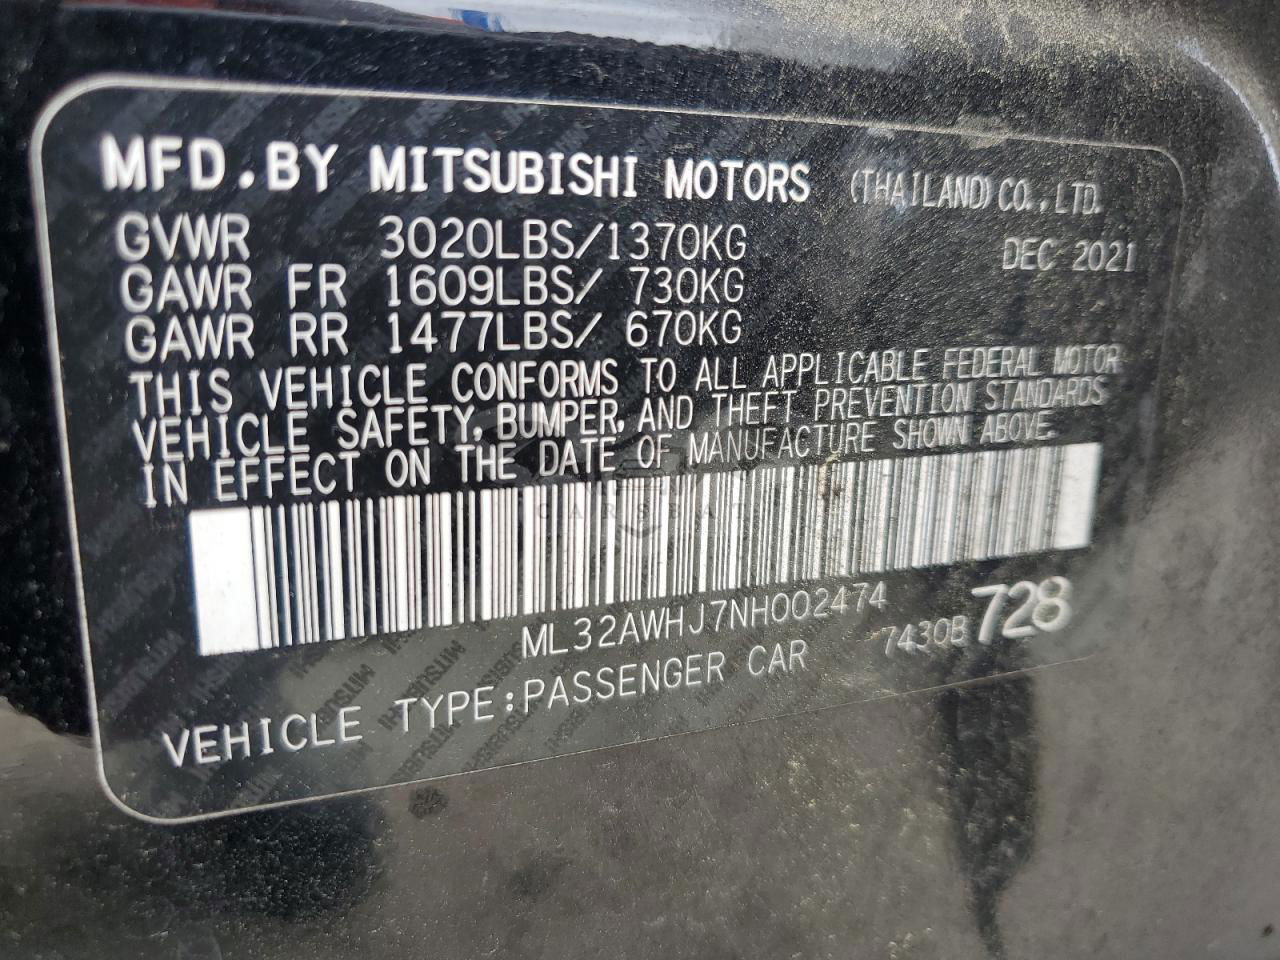 MFD.BY MITSUBISHI MOTORS (THAILAND) CO.,LTD.
GVWR 3020LBS/1370KG DEC 2021
GAWR FR 1609LBS/ 730KG
GAWR RR 1477LBS/ 670KG
THIS VEHICLE CONFORMS TO ALL APPLICABLE FEDERAL MOTOR
VEHICLE SAFETY, BUMPER, AND THEFT PREVENTION STANDARDS
IN EFFECT ON THE DATE OF MANUFACTURE SHOWN ABOVE.
ML32AWHJ7NH002474
7430B 728
VEHICLE TYPE:PASSENGER CAR